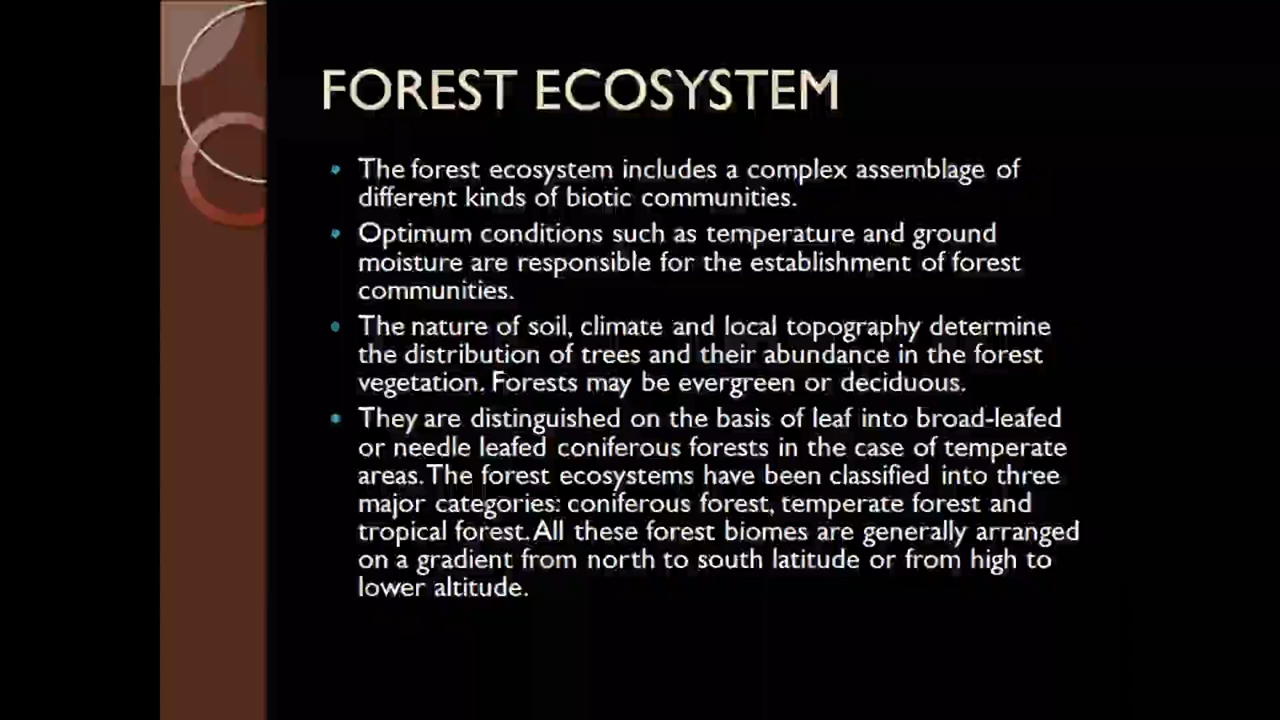 FOREST ECOSYSTEM
• The forest ecosystem includes a complex assemblage of
different kinds of biotic communities.
• Optimum conditions such as temperature and ground
moisture are responsible for the establishment of forest
communities.
• The nature of soil, climate and local topography determine
the distribution of trees and their abundance in the forest
vegetation. Forests may be evergreen or deciduous.
• They are distinguished on the basis of leaf into broad-leafed
or needle leafed coniferous forests in the case of temperate
areas. The forest ecosystems have been classified into three
major categories: coniferous forest, temperate forest and
tropical forest. All these forest biomes are generally arranged
on a gradient from north to south latitude or from high to
lower altitude.